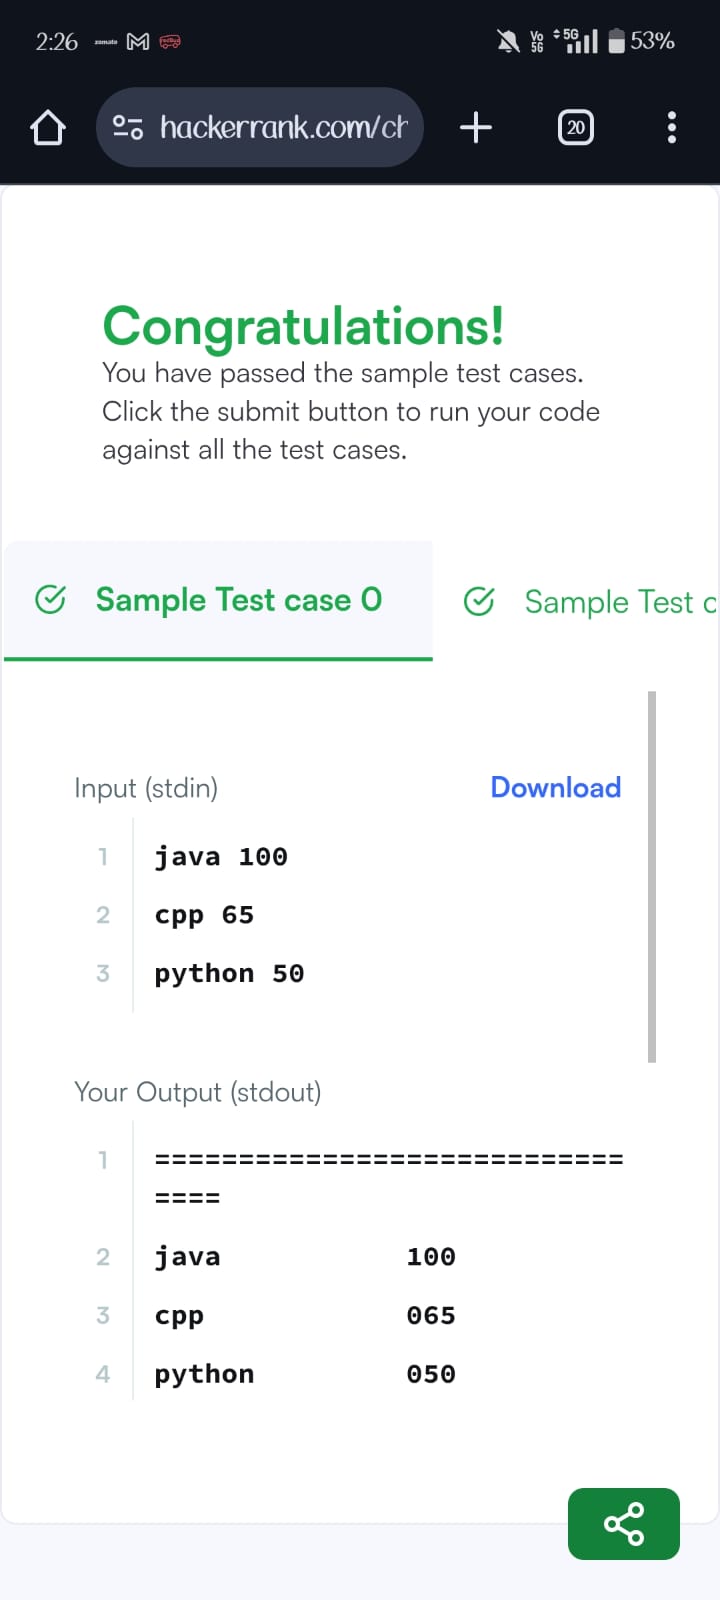 2:26 zomato M redBus Vo 5G 5G 53%
hackerrank.com/ch 20
Congratulations!
You have passed the sample test cases.
Click the submit button to run your code
against all the test cases.
Sample Test case 0 Sample Test c
Input (stdin) Download
1 java 100
2 cpp 65
3 python 50
Your Output (stdout)
1 ============================
====
2 java 100
3 cpp 065
4 python 050